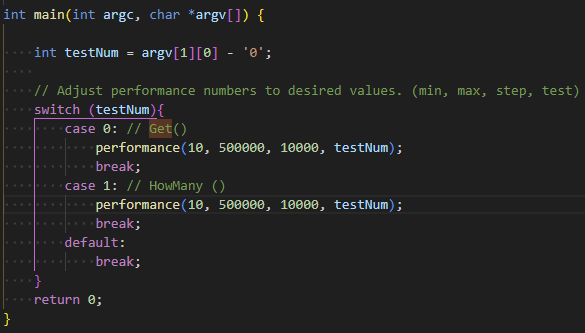 int main(int argc, char *argv[]) {
int testNum = argv[1][0] - '0';
// Adjust performance numbers to desired values. (min, max, step, test)
switch (testNum){
case 0: // Get()
performance(10, 500000, 10000, testNum);
break;
case 1: // HowMany ()
performance(10, 500000, 10000, testNum);
break;
default:
break;
}
return 0;
}